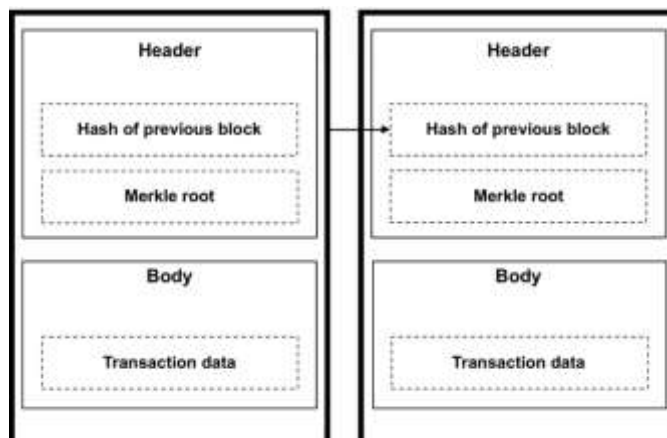 Header
Hash of previous block
Merkle root
Body
Transaction data
Header
Hash of previous block
Merkle root
Body
Transaction data